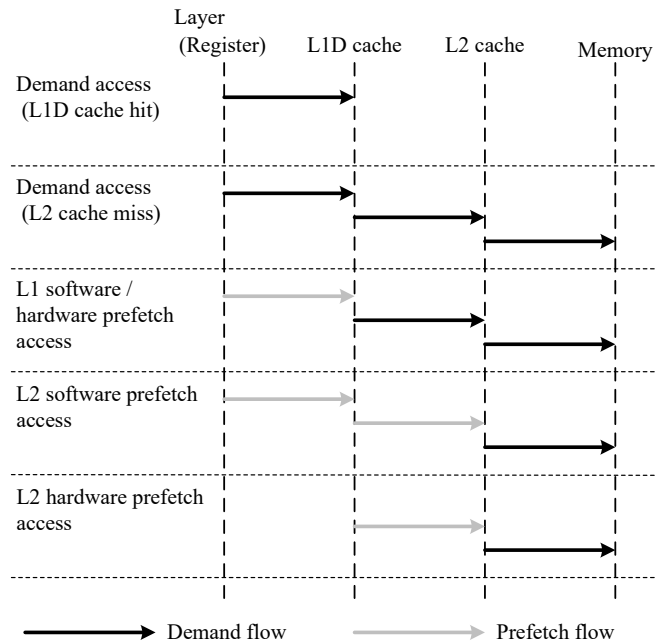 Layer
(Register) L1D cache L2 cache Memory
Demand access
(L1D cache hit)
Demand access
(L2 cache miss)
L1 software /
hardware prefetch
access
L2 software prefetch
access
L2 hardware prefetch
access
Demand flow Prefetch flow